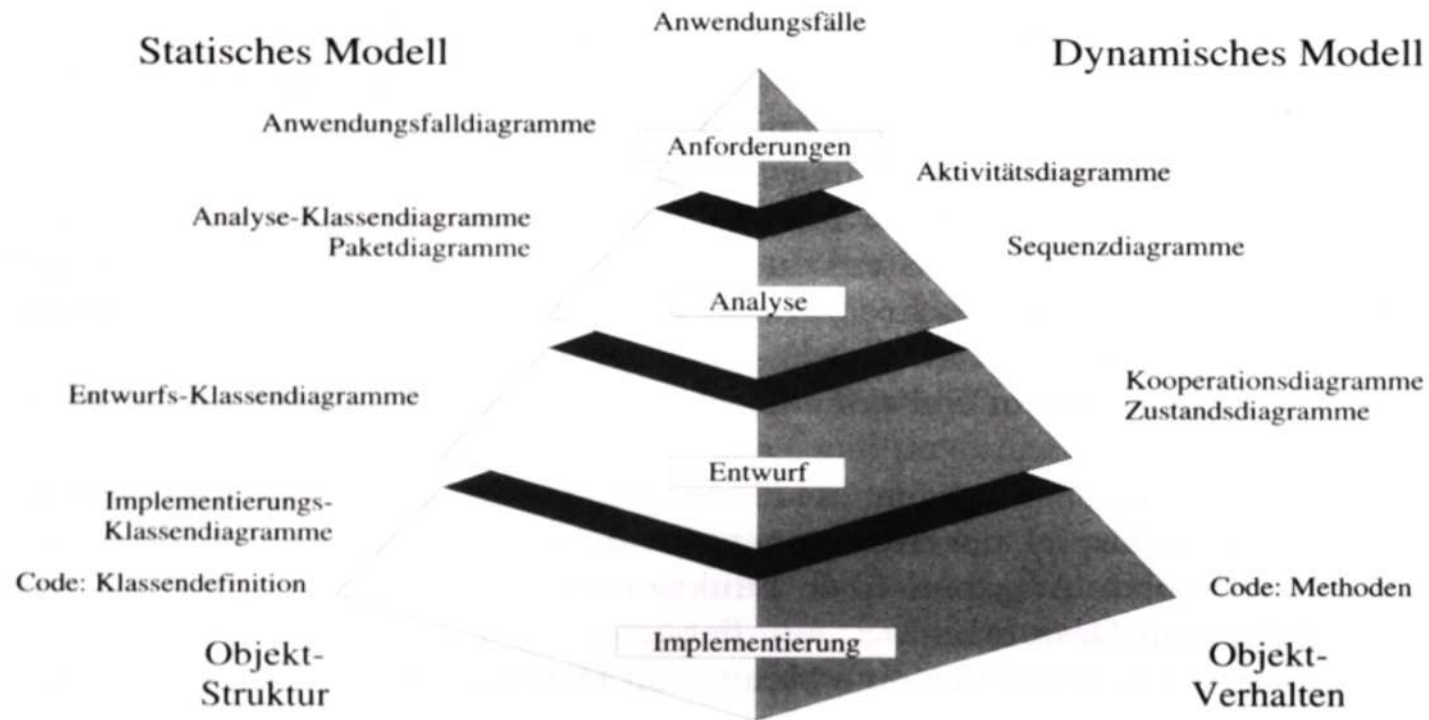 Anwendungsfälle
Statisches Modell
Dynamisches Modell
Anwendungsfalldiagramme
Anforderungen
Aktivitätsdiagramme
Analyse-Klassendiagramme
Paketdiagramme
Sequenzdiagramme
Analyse
Entwurfs-Klassendiagramme
Kooperationsdiagramme
Zustandsdiagramme
Entwurf
Implementierungs-
Klassendiagramme
Code: Klassendefinition
Code: Methoden
Implementierung
Objekt-
Struktur
Objekt-
Verhalten